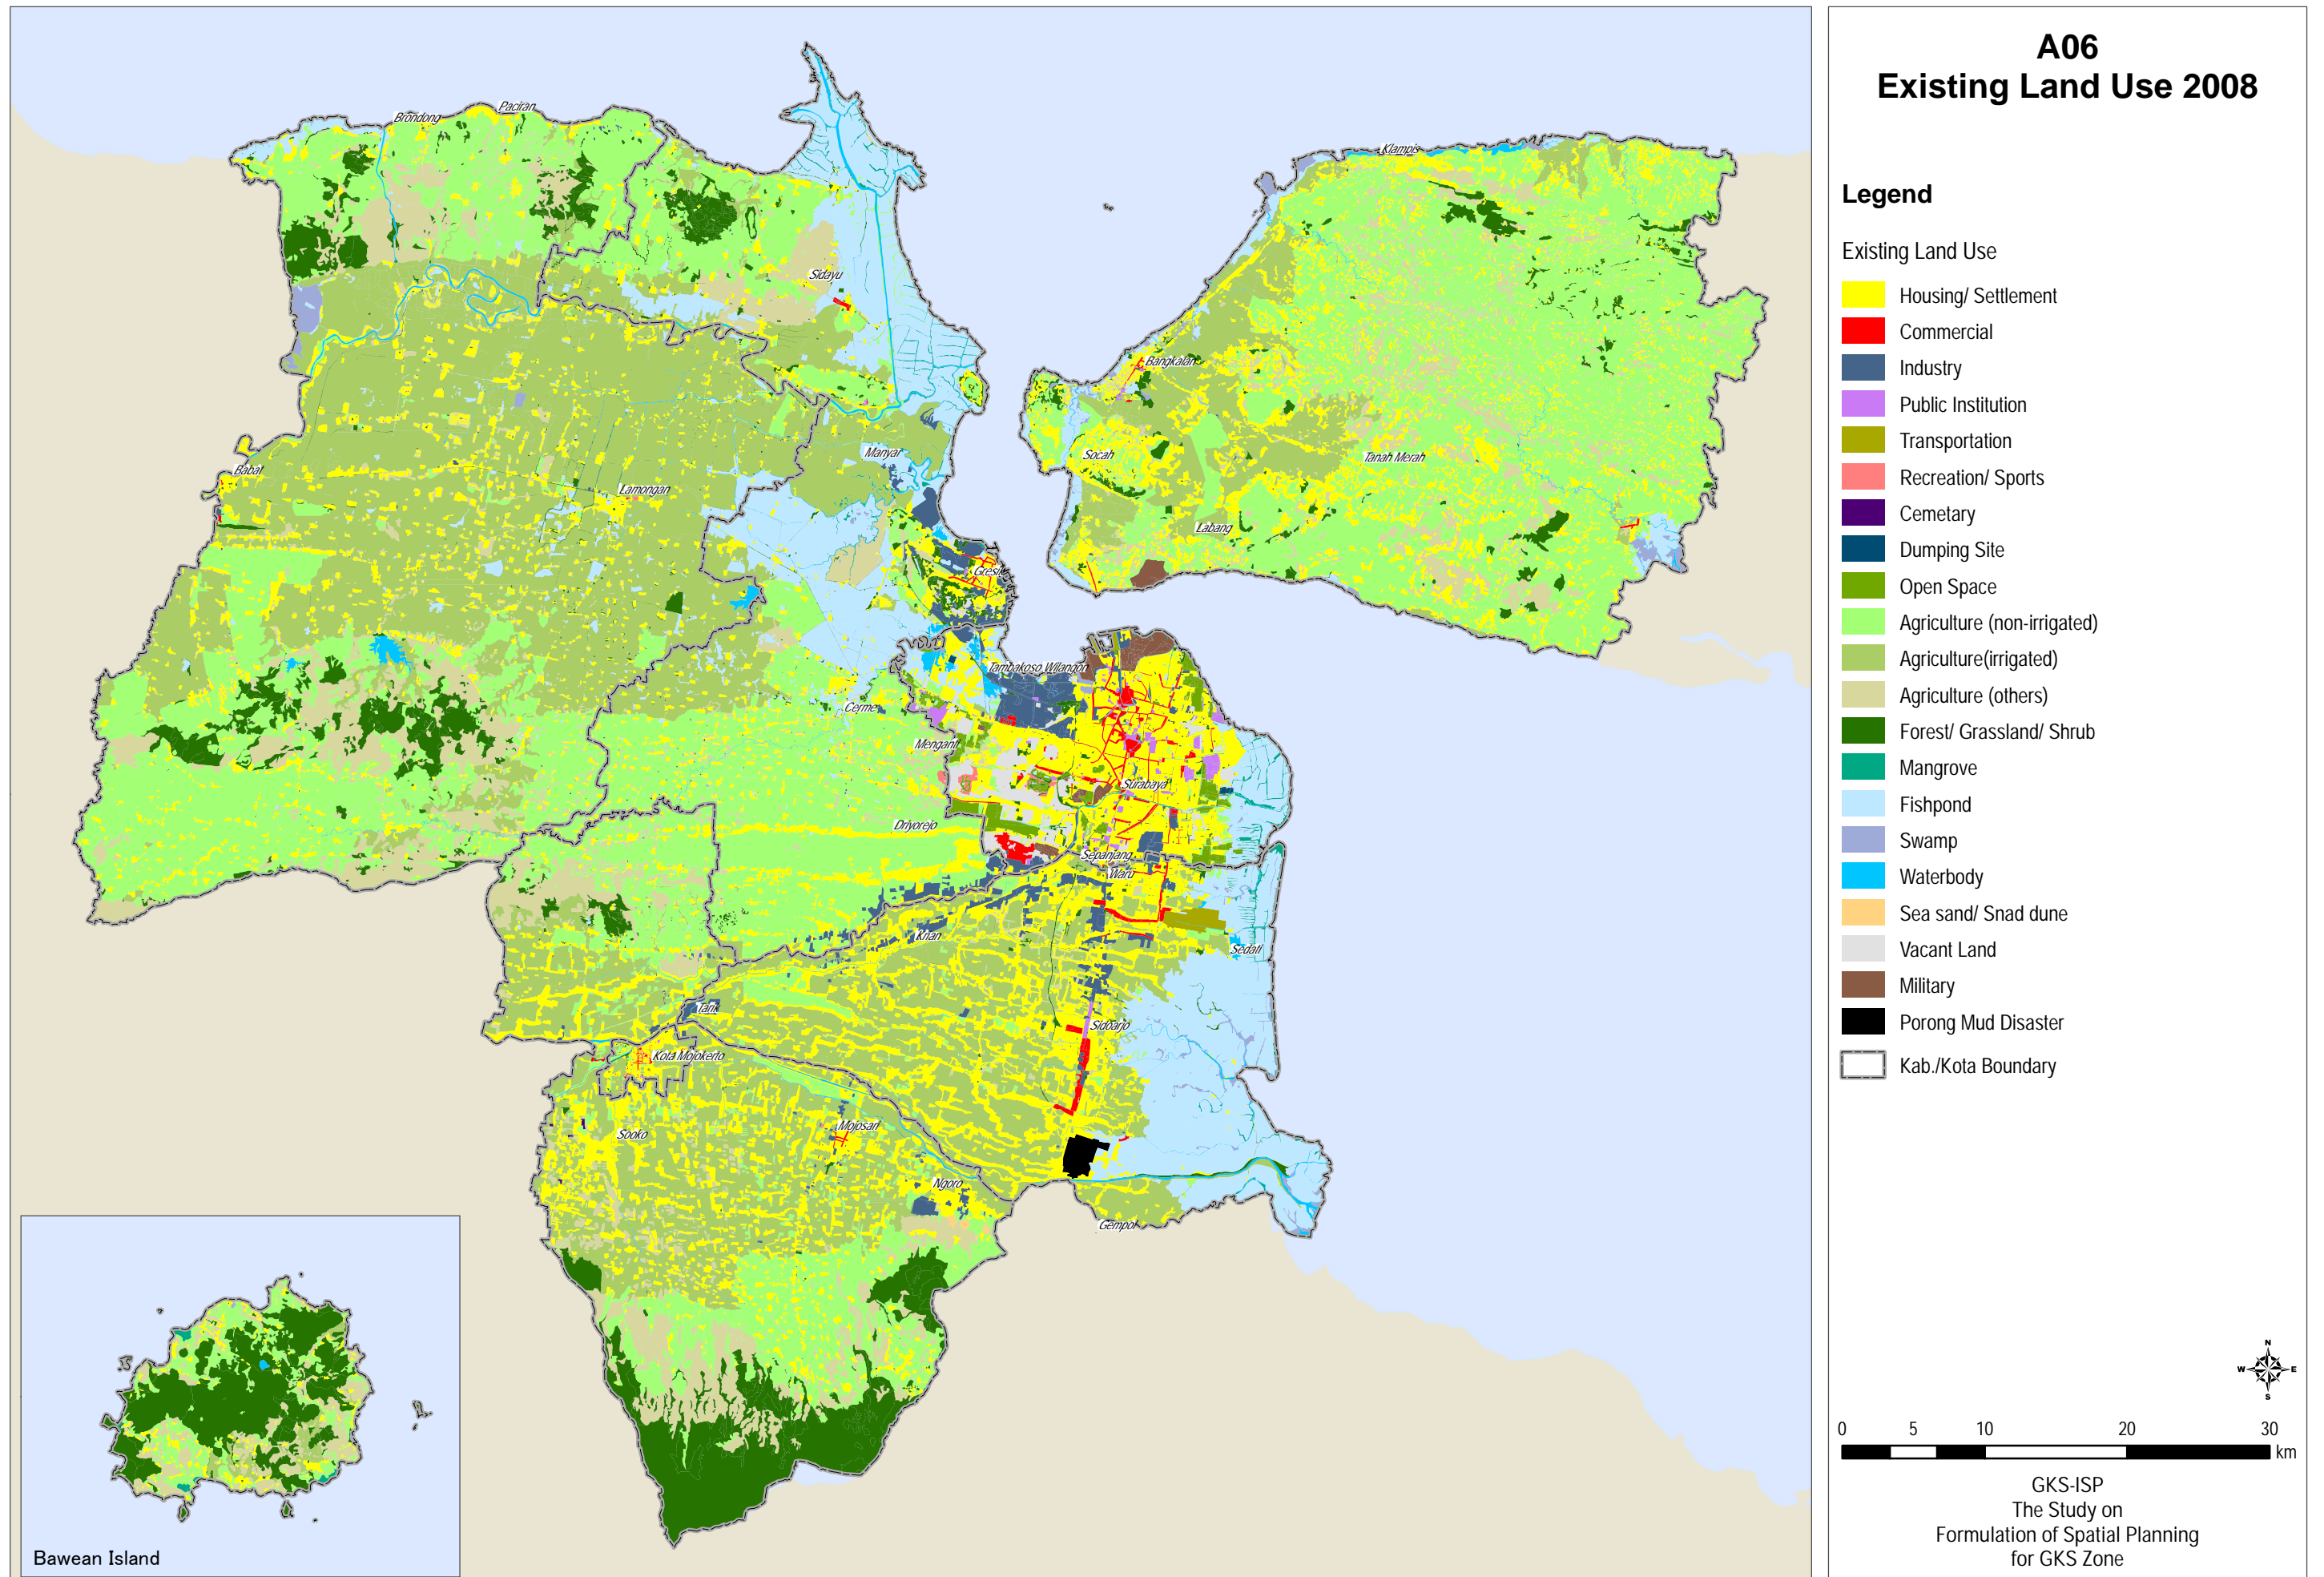 A06
Existing Land Use 2008
Legend
Existing Land Use
Housing/ Settlement
Commercial
Industry
Public Institution
Transportation
Recreation/ Sports
Cemetary
Dumping Site
Open Space
Agriculture (non-irrigated)
Agriculture(irrigated)
Agriculture (others)
Forest/ Grassland/ Shrub
Mangrove
Fishpond
Swamp
Waterbody
Sea sand/ Snad dune
Vacant Land
Military
Porong Mud Disaster
Kab./Kota Boundary
N
W E
S
0 5 10 20 30
km
GKS-ISP
The Study on
Formulation of Spatial Planning
for GKS Zone
Paciran
Brondong
Klampis
Sidayu
Bangkalan
Manyar
Socah
Tanah Merah
Babat
Lamongan
Labang
Gresik
Tambakoso Wilangon
Cerme
Menganti
Surabaya
Driyorejo
Sepanjang
Waru
Krian
Sedati
Tarik
Sidoarjo
Kota Mojokerto
Sooko
Mojosari
Ngoro
Gempol
Bawean Island